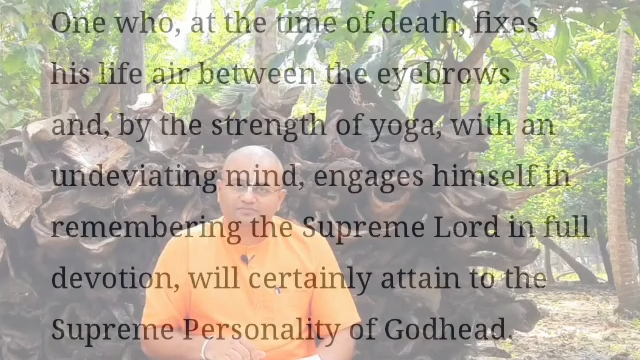 One who, at the time of death, fixes
his life air between the eyebrows
and, by the strength of yoga, with an
undeviating mind, engages himself in
remembering the Supreme Lord in full
devotion, will certainly attain to the
Supreme Personality of Godhead.